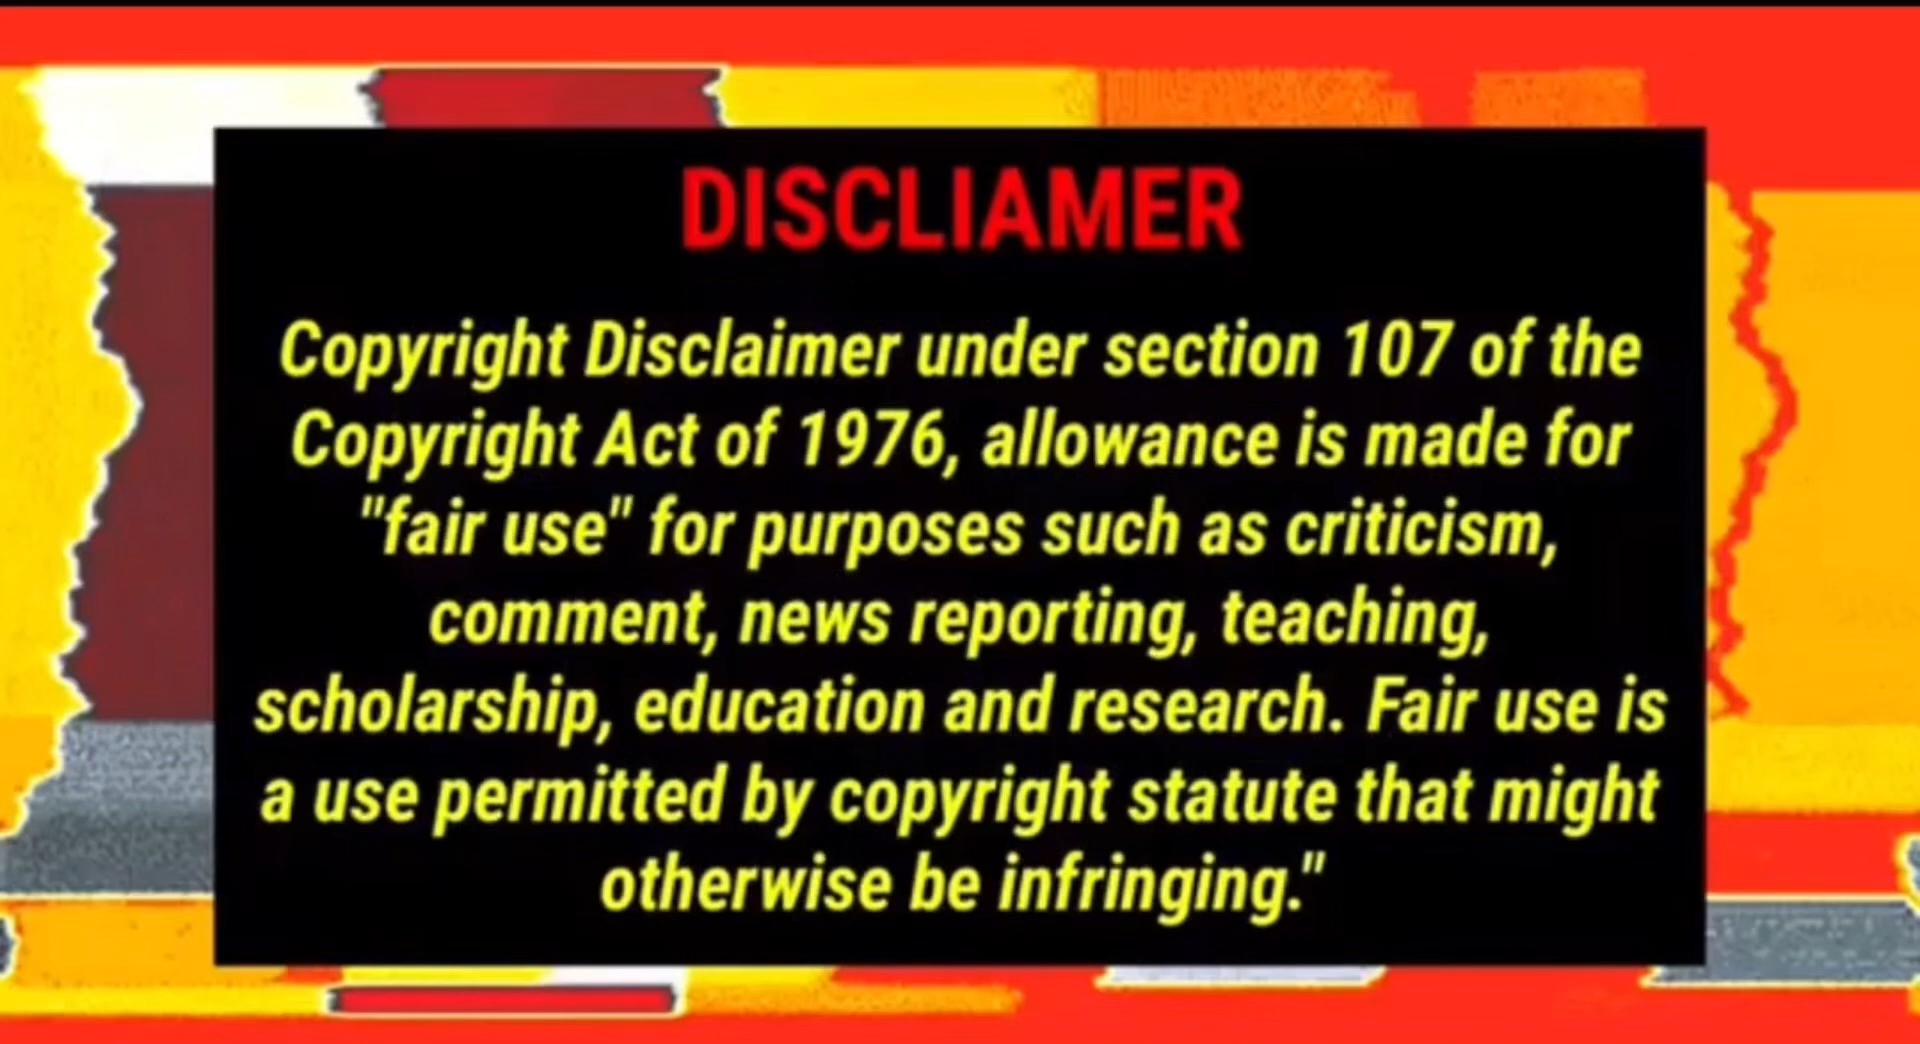 DISCLIAMER
Copyright Disclaimer under section 107 of the
Copyright Act of 1976, allowance is made for
"fair use" for purposes such as criticism,
comment, news reporting, teaching,
scholarship, education and research. Fair use is
a use permitted by copyright statute that might
otherwise be infringing."